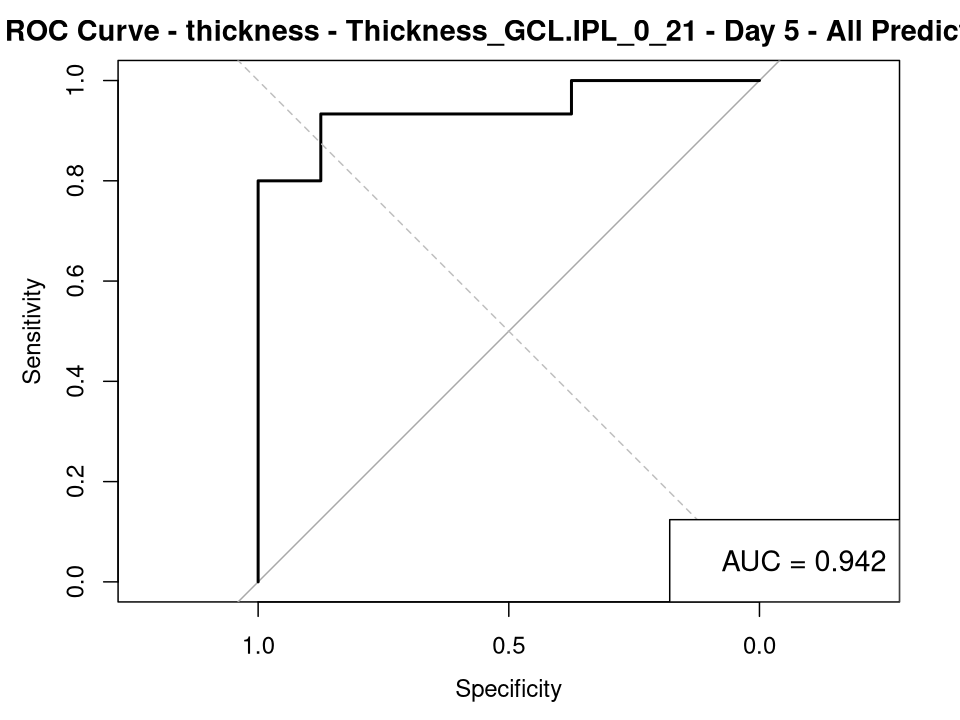 ROC Curve - thickness - Thickness_GCL.IPL_0_21 - Day 5 - All Predic
1.0
0.8
0.6
0.4
0.2
0.0
Sensitivity
AUC = 0.942
1.0 0.5 0.0
Specificity